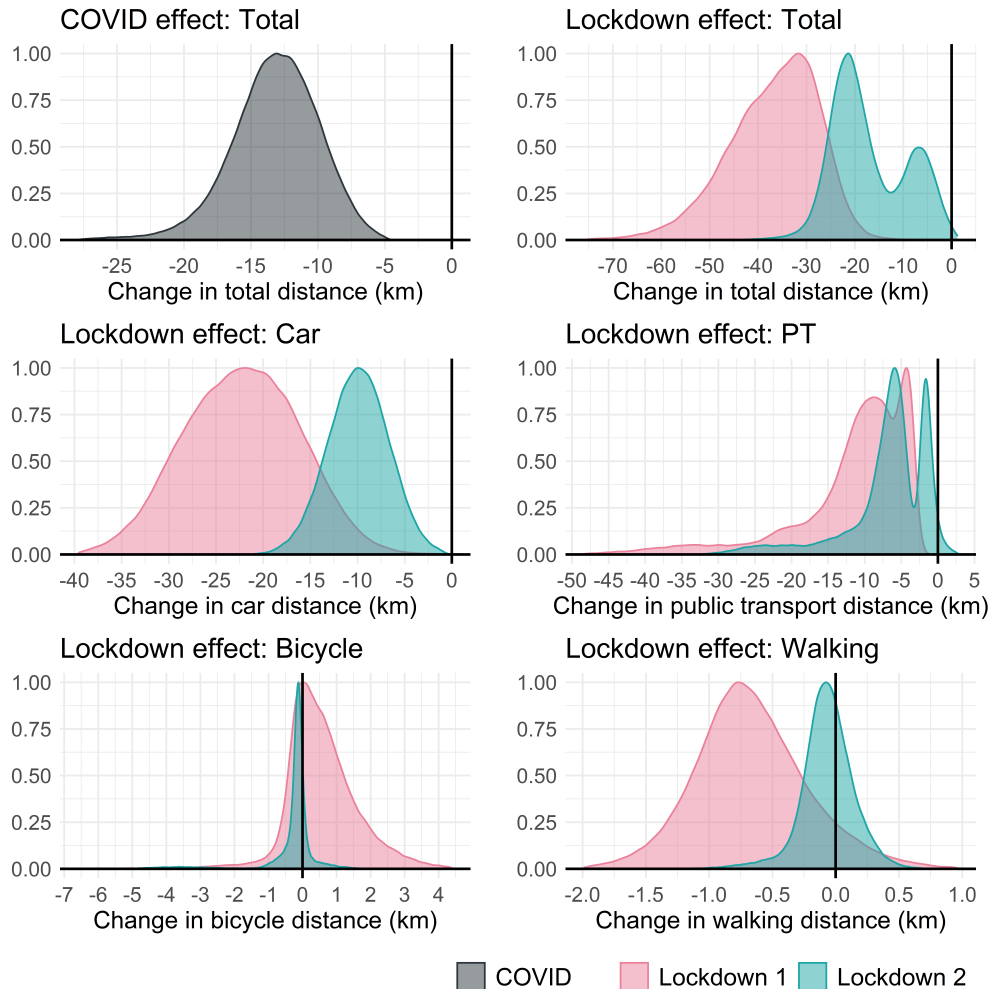 COVID effect: Total
1.00
0.75
0.50
0.25
0.00
-25 -20 -15 -10 -5 0
Change in total distance (km)
Lockdown effect: Total
1.00
0.75
0.50
0.25
0.00
-70 -60 -50 -40 -30 -20 -10 0
Change in total distance (km)
Lockdown effect: Car
1.00
0.75
0.50
0.25
0.00
-40 -35 -30 -25 -20 -15 -10 -5 0
Change in car distance (km)
Lockdown effect: PT
1.00
0.75
0.50
0.25
0.00
-50 -45 -40 -35 -30 -25 -20 -15 -10 -5 0 5
Change in public transport distance (km)
Lockdown effect: Bicycle
1.00
0.75
0.50
0.25
0.00
-7 -6 -5 -4 -3 -2 -1 0 1 2 3 4
Change in bicycle distance (km)
Lockdown effect: Walking
1.00
0.75
0.50
0.25
0.00
-2.0 -1.5 -1.0 -0.5 0.0 0.5 1.0
Change in walking distance (km)
COVID Lockdown 1 Lockdown 2